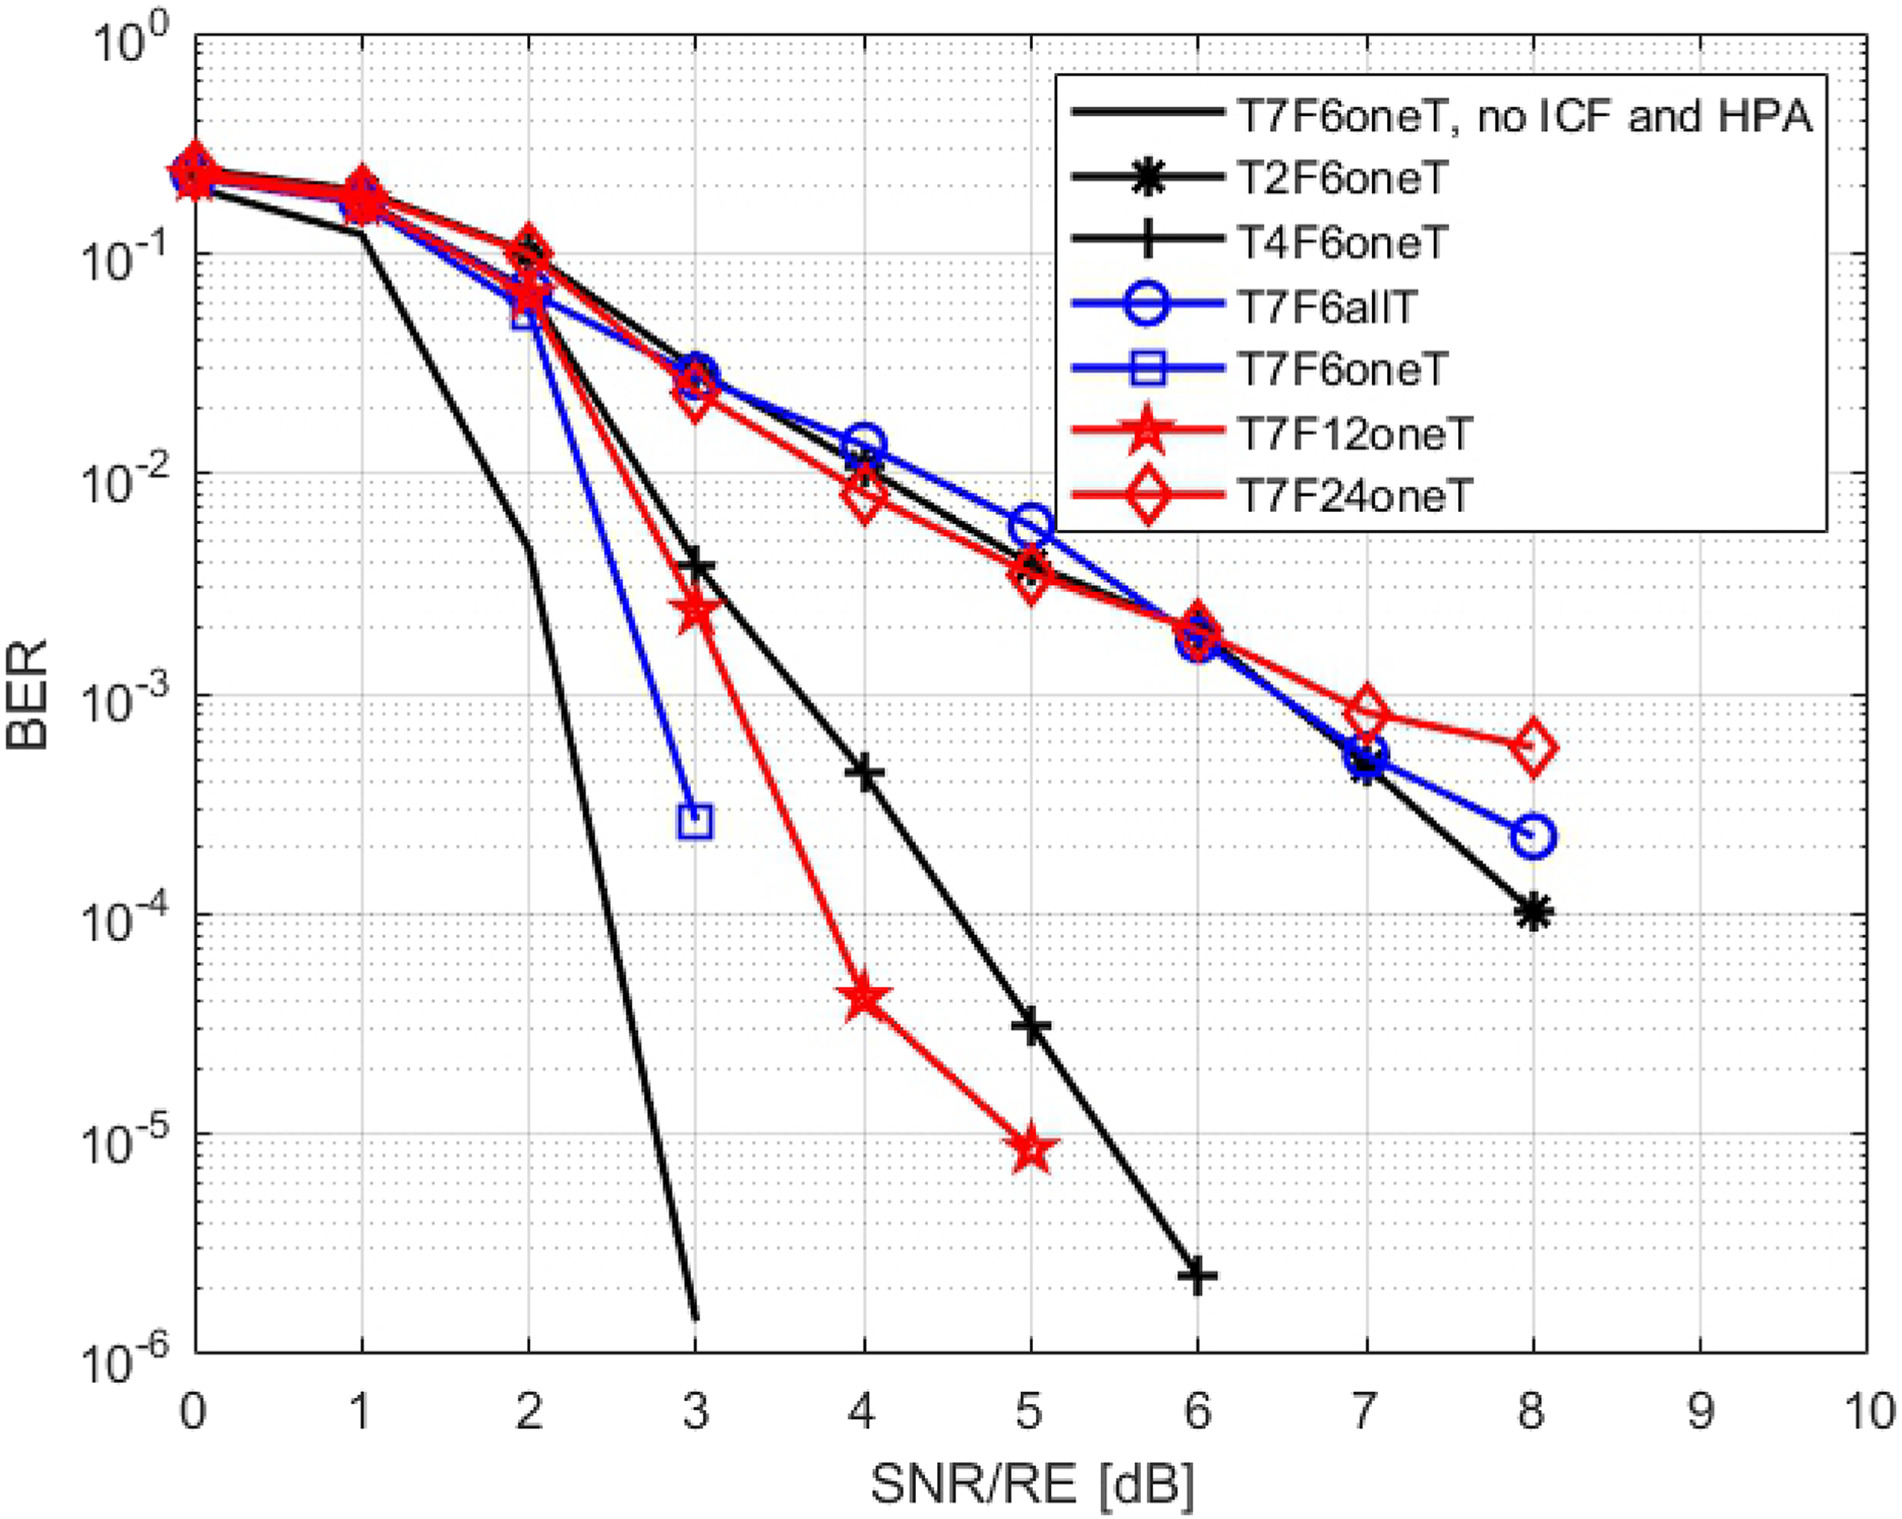 10^0
10^-1
10^-2
10^-3
10^-4
10^-5
10^-6
BER
T7F6oneT, no ICF and HPA
T2F6oneT
T4F6oneT
T7F6allT
T7F6oneT
T7F12oneT
T7F24oneT
0 1 2 3 4 5 6 7 8 9 10
SNR/RE [dB]